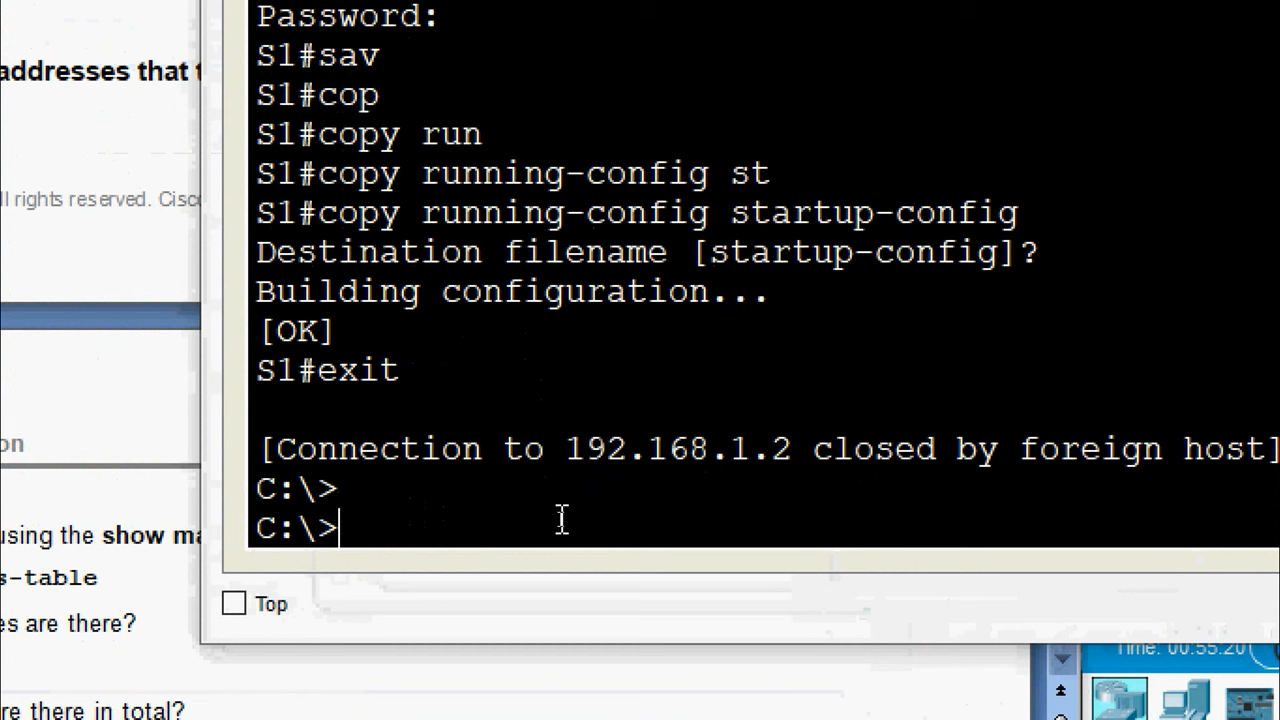 Password:
S1#sav
S1#cop
S1#copy run
S1#copy running-config st
S1#copy running-config startup-config
Destination filename [startup-config]?
Building configuration...
[OK]
S1#exit
[Connection to 192.168.1.2 closed by foreign host]
C:\>
C:\>
Top
addresses that
ll rights reserved. Cisc
on
using the show ma
s-table
es are there?
re there in total?
Time: 00:55:20